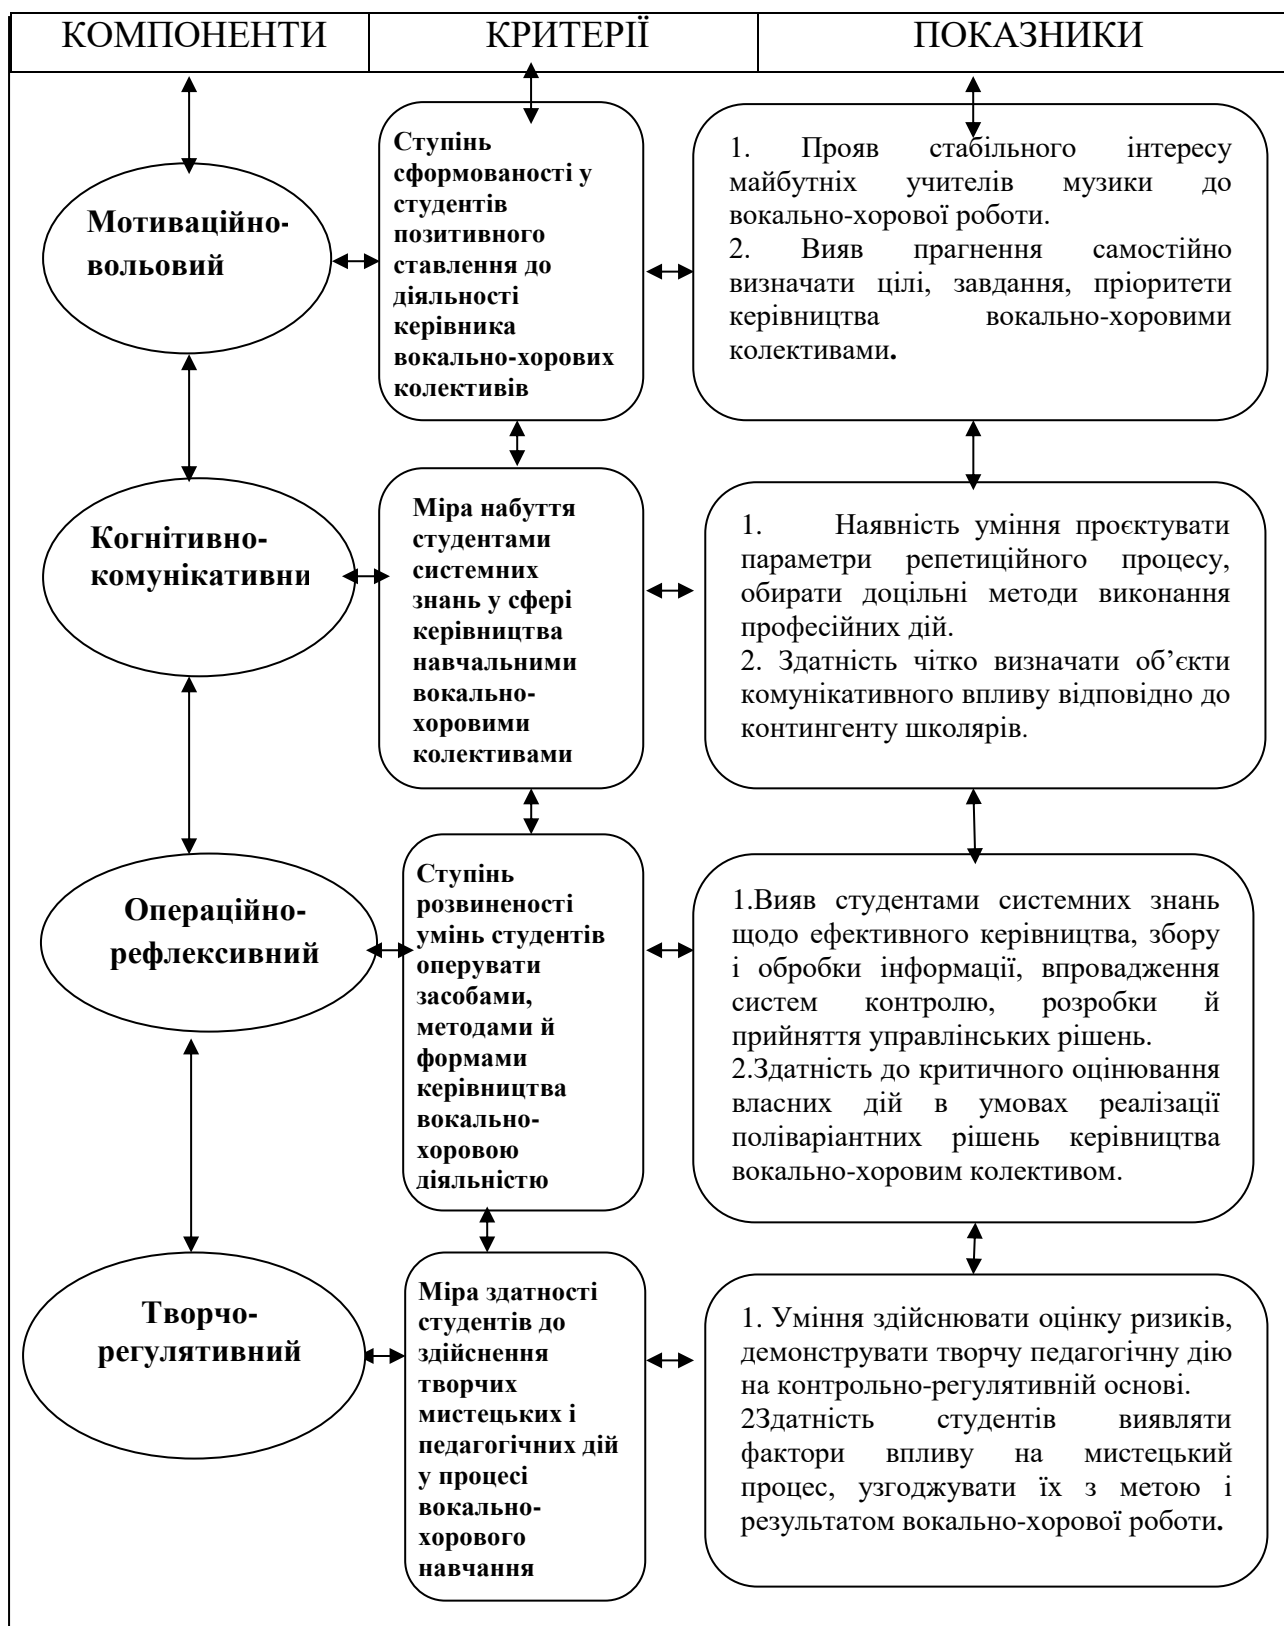 КОМПОНЕНТИ КРИТЕРІЇ ПОКАЗНИКИ
Мотиваційно-
вольовий
Ступінь
сформованості у
студентів
позитивного
ставлення до
діяльності
керівника
вокально-хорових
колективів
1. Прояв стабільного інтересу
майбутніх учителів музики до
вокально-хорової роботи.
2. Вияв прагнення самостійно
визначати цілі, завдання, пріоритети
керівництва вокально-хоровими
колективами.
Когнітивно-
комунікативни
Міра набуття
студентами
системних
знань у сфері
керівництва
навчальними
вокально-
хоровими
колективами
1. Наявність уміння проєктувати
параметри репетиційного процесу,
обирати доцільні методи виконання
професійних дій.
2. Здатність чітко визначати об’єкти
комунікативного впливу відповідно до
контингенту школярів.
Операційно-
рефлексивний
Ступінь
розвиненості
умінь студентів
оперувати
засобами,
методами й
формами
керівництва
вокально-
хоровою
діяльністю
1.Вияв студентами системних знань
щодо ефективного керівництва, збору
і обробки інформації, впровадження
систем контролю, розробки й
прийняття управлінських рішень.
2.Здатність до критичного оцінювання
власних дій в умовах реалізації
поліваріантних рішень керівництва
вокально-хоровим колективом.
Творчо-
регулятивний
Міра здатності
студентів до
здійснення
творчих
мистецьких і
педагогічних дій
у процесі
вокально-
хорового
навчання
1. Уміння здійснювати оцінку ризиків,
демонструвати творчу педагогічну дію
на контрольно-регулятивній основі.
2Здатність студентів виявляти
фактори впливу на мистецький
процес, узгоджувати їх з метою і
результатом вокально-хорової роботи.